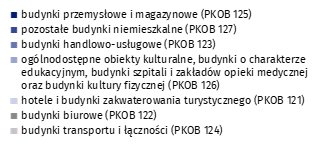 budynki przemysłowe i magazynowe (PKOB 125)
pozostałe budynki niemieszkalne (PKOB 127)
budynki handlowo-usługowe (PKOB 123)
ogólnodostępne obiekty kulturalne, budynki o charakterze
edukacyjnym, budynki szpitali i zakładów opieki medycznej
oraz budynki kultury fizycznej (PKOB 126)
hotele i budynki zakwaterowania turystycznego (PKOB 121)
budynki biurowe (PKOB 122)
budynki transportu i łączności (PKOB 124)